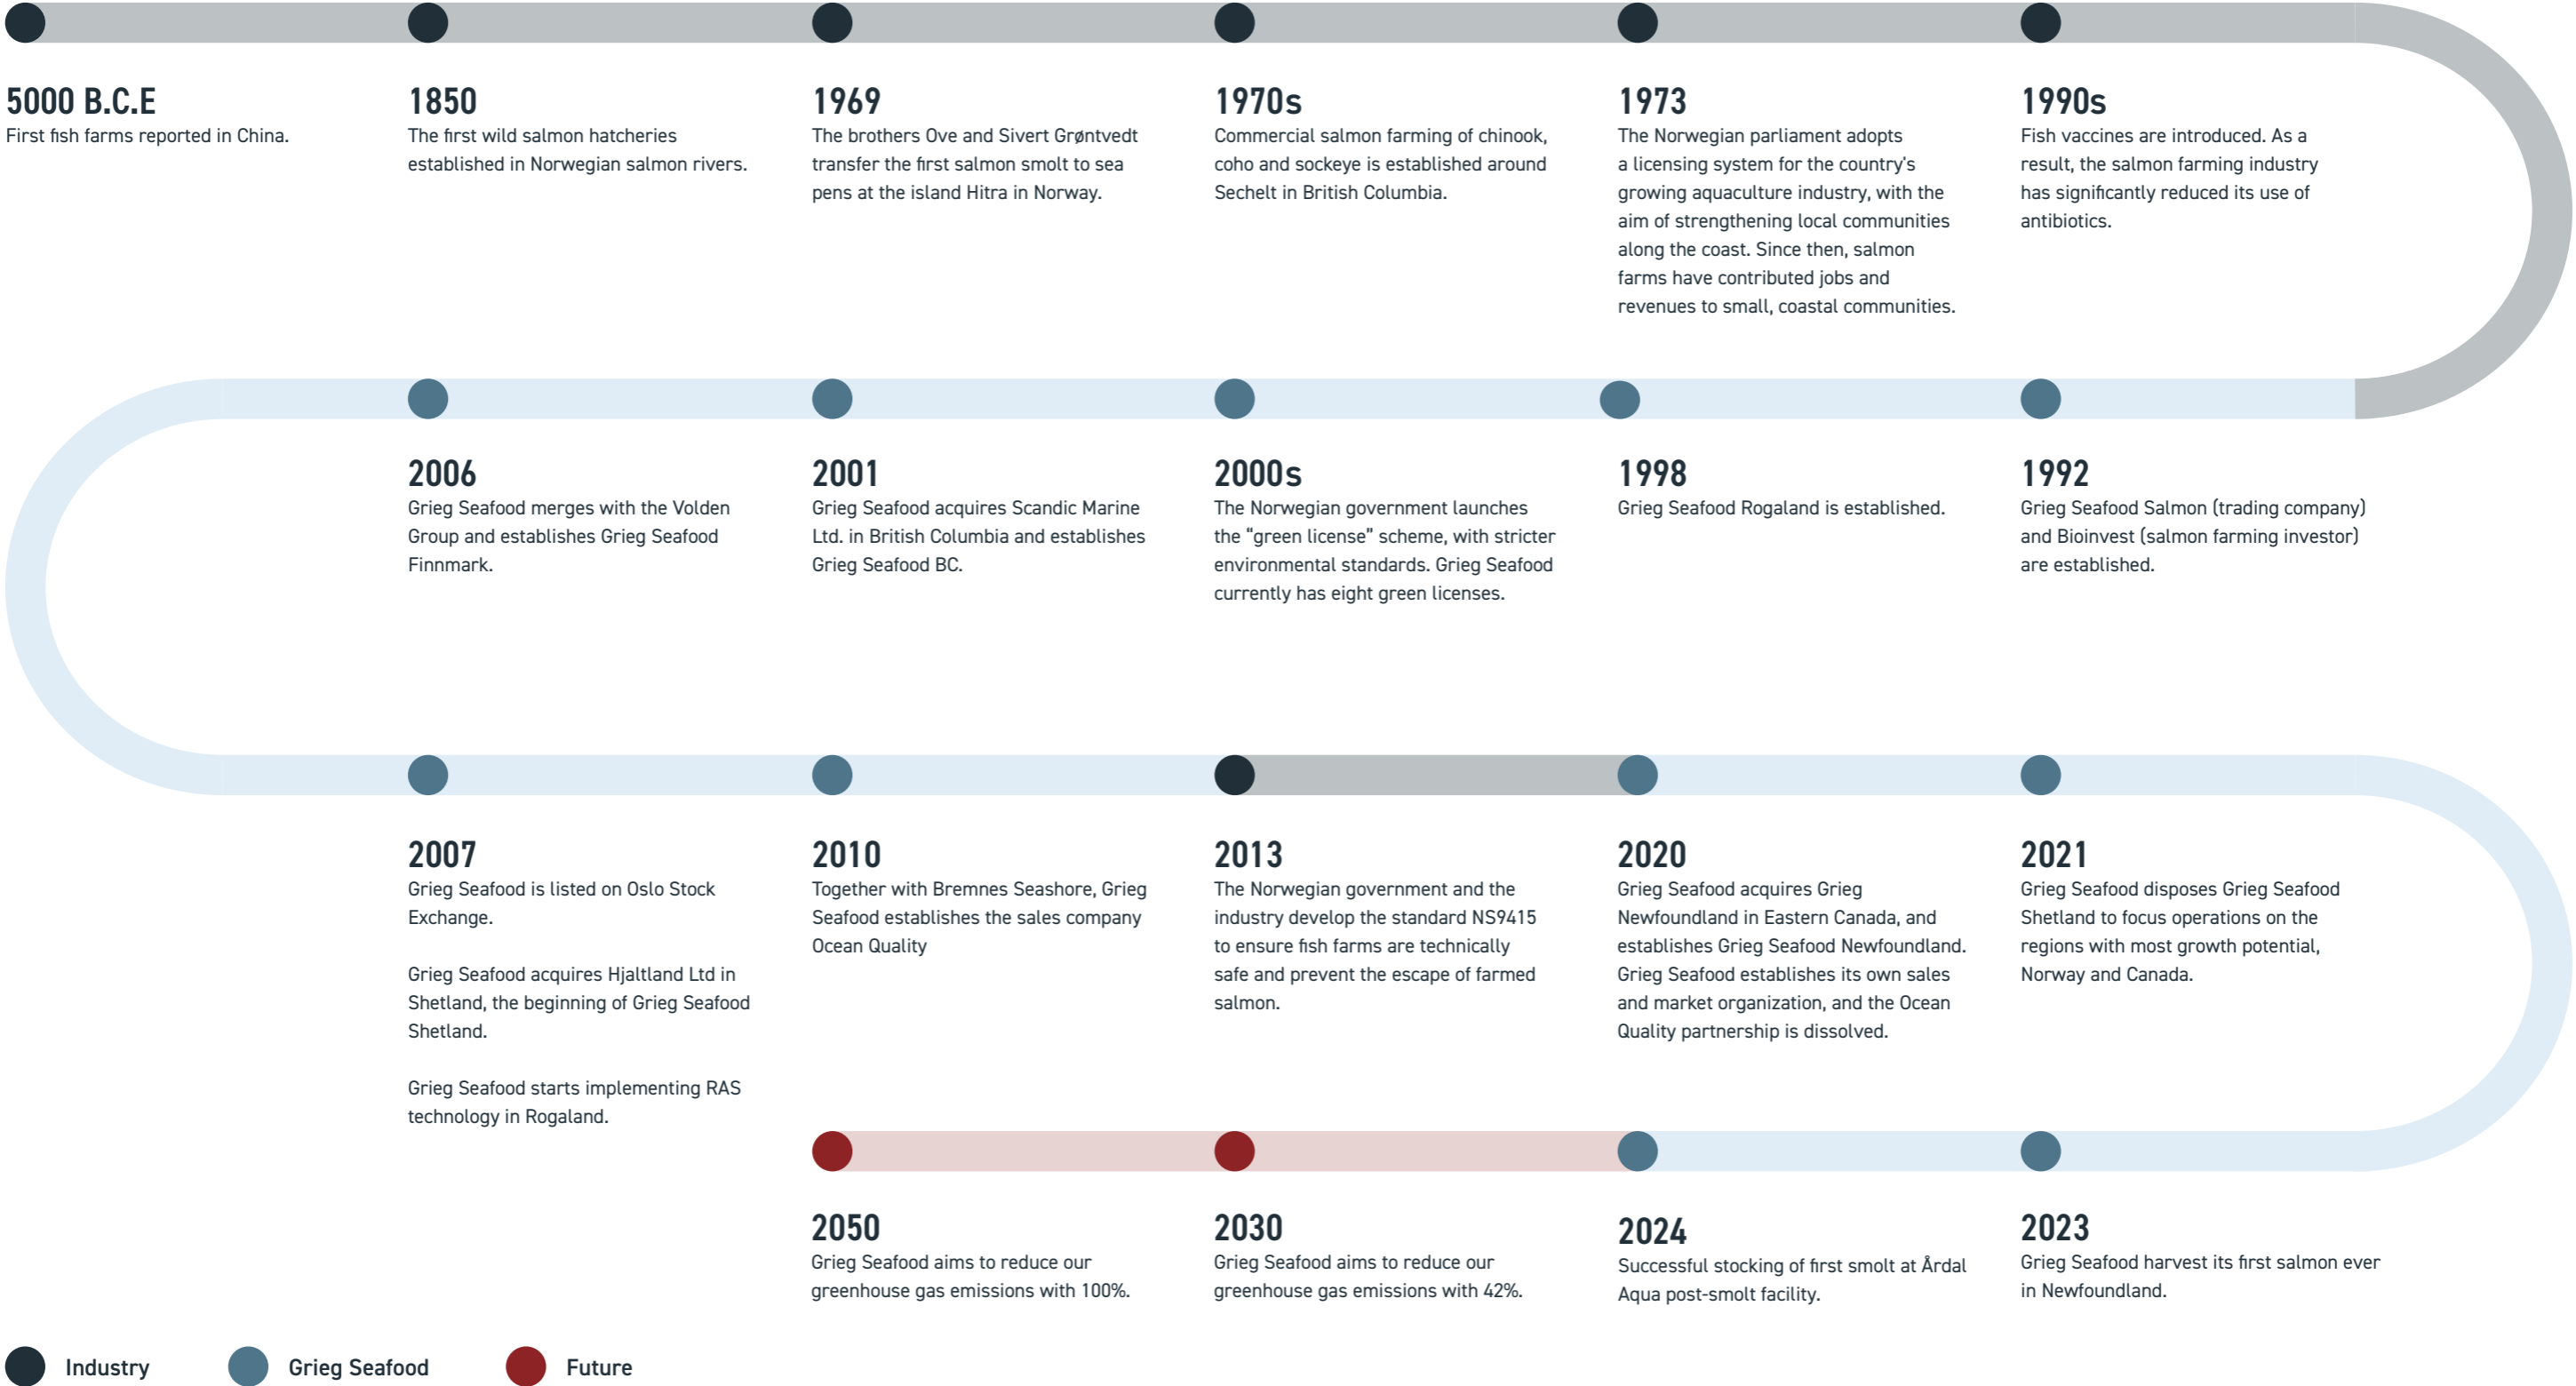 5000 B.C.E
First fish farms reported in China.
1850
The first wild salmon hatcheries
established in Norwegian salmon rivers.
1969
The brothers Ove and Sivert Grøntvedt
transfer the first salmon smolt to sea
pens at the island Hitra in Norway.
1970s
Commercial salmon farming of chinook,
coho and sockeye is established around
Sechelt in British Columbia.
1973
The Norwegian parliament adopts
a licensing system for the country's
growing aquaculture industry, with the
aim of strengthening local communities
along the coast. Since then, salmon
farms have contributed jobs and
revenues to small, coastal communities.
1990s
Fish vaccines are introduced. As a
result, the salmon farming industry
has significantly reduced its use of
antibiotics.
2006
Grieg Seafood merges with the Volden
Group and establishes Grieg Seafood
Finnmark.
2001
Grieg Seafood acquires Scandic Marine
Ltd. in British Columbia and establishes
Grieg Seafood BC.
2000s
The Norwegian government launches
the “green license” scheme, with stricter
environmental standards. Grieg Seafood
currently has eight green licenses.
1998
Grieg Seafood Rogaland is established.
1992
Grieg Seafood Salmon (trading company)
and Bioinvest (salmon farming investor)
are established.
2007
Grieg Seafood is listed on Oslo Stock
Exchange.
Grieg Seafood acquires Hjaltland Ltd in
Shetland, the beginning of Grieg Seafood
Shetland.
Grieg Seafood starts implementing RAS
technology in Rogaland.
2010
Together with Bremnes Seashore, Grieg
Seafood establishes the sales company
Ocean Quality
2013
The Norwegian government and the
industry develop the standard NS9415
to ensure fish farms are technically
safe and prevent the escape of farmed
salmon.
2020
Grieg Seafood acquires Grieg
Newfoundland in Eastern Canada, and
establishes Grieg Seafood Newfoundland.
Grieg Seafood establishes its own sales
and market organization, and the Ocean
Quality partnership is dissolved.
2021
Grieg Seafood disposes Grieg Seafood
Shetland to focus operations on the
regions with most growth potential,
Norway and Canada.
2050
Grieg Seafood aims to reduce our
greenhouse gas emissions with 100%.
2030
Grieg Seafood aims to reduce our
greenhouse gas emissions with 42%.
2024
Successful stocking of first smolt at Årdal
Aqua post-smolt facility.
2023
Grieg Seafood harvest its first salmon ever
in Newfoundland.
Industry
Grieg Seafood
Future